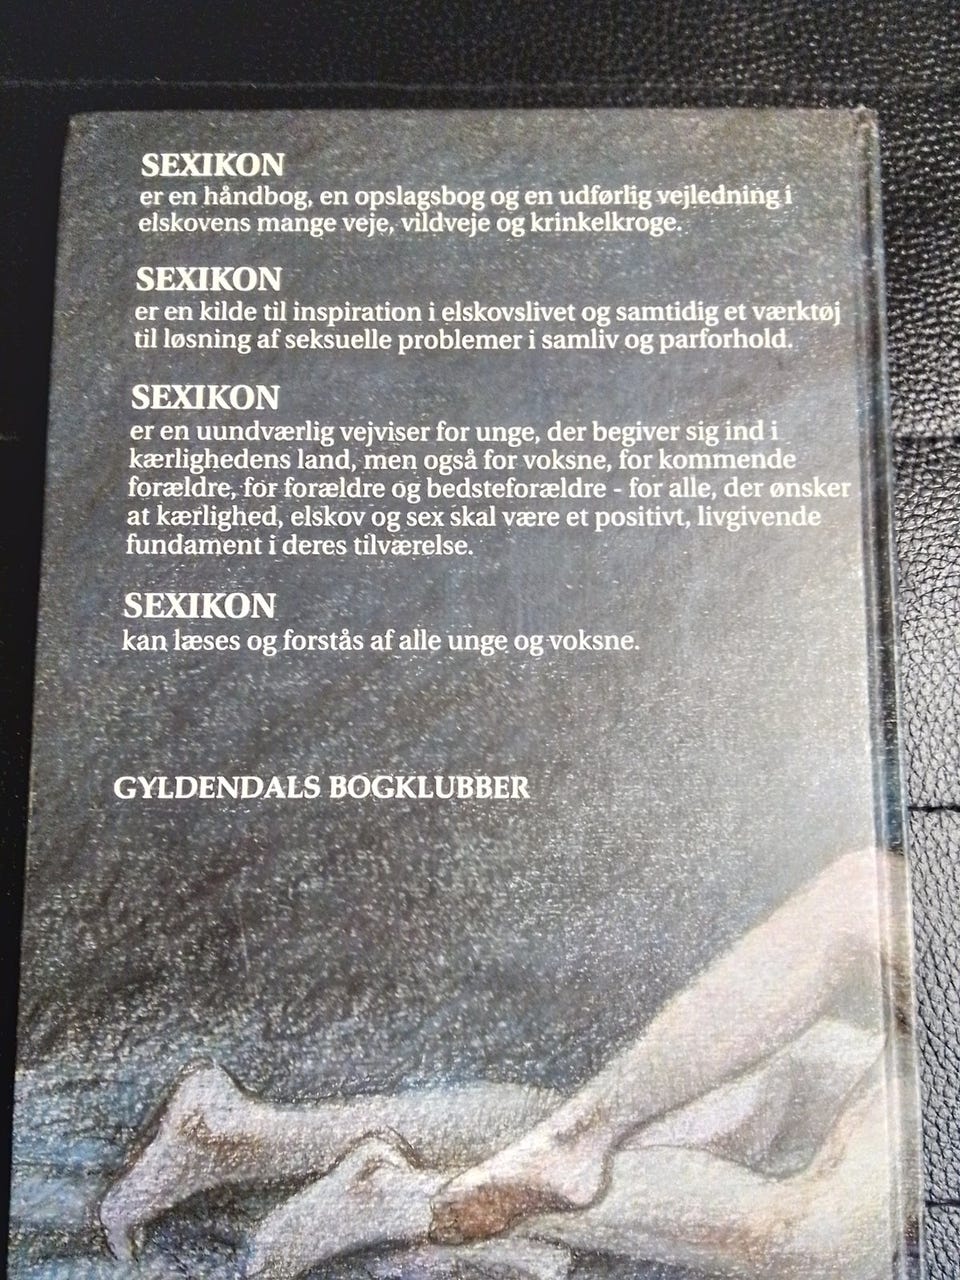 SEXIKON
er en håndbog, en opslagsbog og en udførlig vejledning i
elskovens mange veje, vildveje og krinkelkroge.
SEXIKON
er en kilde til inspiration i elskovslivet og samtidig et værktøj
til løsning af seksuelle problemer i samliv og parforhold.
SEXIKON
er en uundværlig vejviser for unge, der begiver sig ind i
kærlighedens land, men også for voksne, for kommende
forældre, for forældre og bedsteforældre - for alle, der ønsker
at kærlighed, elskov og sex skal være et positivt, livgivende
fundament i deres tilværelse.
SEXIKON
kan læses og forstås af alle unge og voksne.
GYLDENDALS BOGKLUBBER